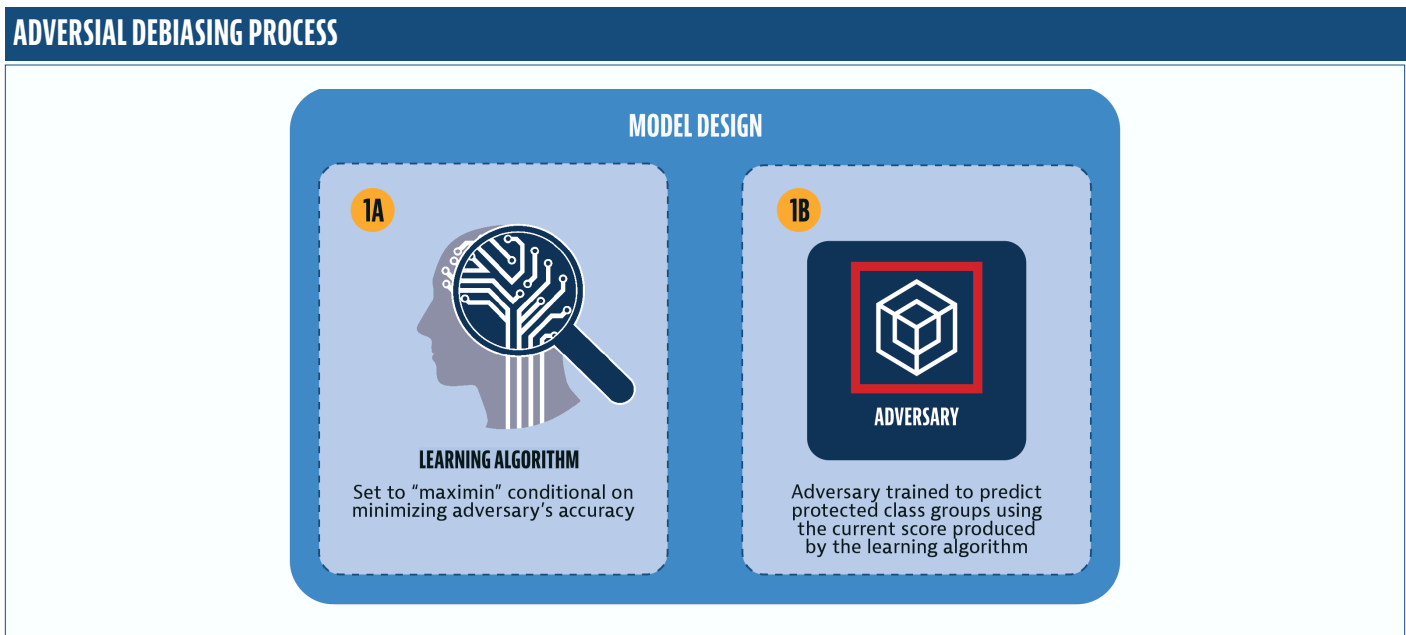 ADVERSIAL DEBIASING PROCESS
MODEL DESIGN
1A
LEARNING ALGORITHM
Set to “maximin” conditional on
minimizing adversary’s accuracy
1B
ADVERSARY
Adversary trained to predict
protected class groups using
the current score produced
by the learning algorithm